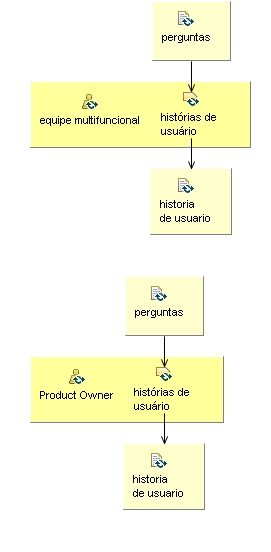 perguntas
equipe multifuncional
histórias de
usuário
historia
de usuario
perguntas
Product Owner
histórias de
usuário
historia
de usuario